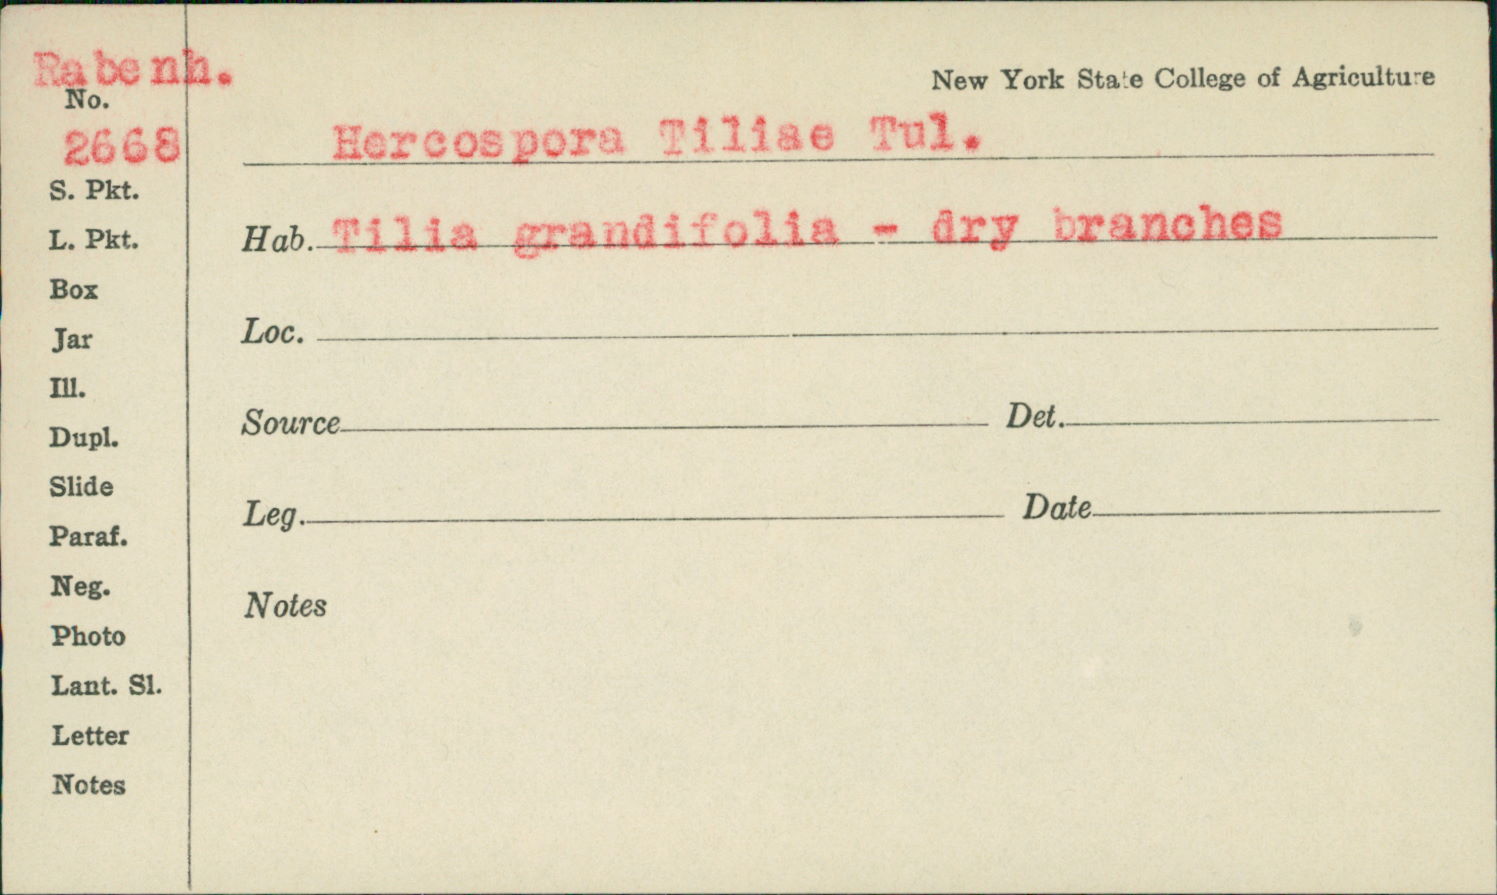 Rabenh.
New York State College of Agriculture
No.
2668
Hercospora Tiliae Tul.
S. Pkt.
L. Pkt.
Hab. Tilia grandifolia - dry branches
Box
Jar
Loc.
Ill.
Dupl.
Source Det.
Slide
Leg. Date
Paraf.
Neg.
Notes
Photo
Lant. Sl.
Letter
Notes